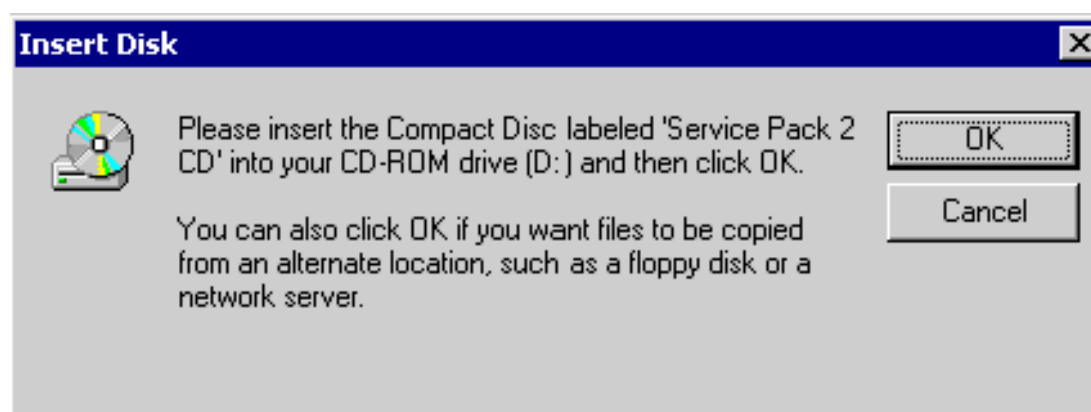 Insert Disk
Please insert the Compact Disc labeled 'Service Pack 2
CD' into your CD-ROM drive (D:) and then click OK.
You can also click OK if you want files to be copied
from an alternate location, such as a floppy disk or a
network server.
OK
Cancel